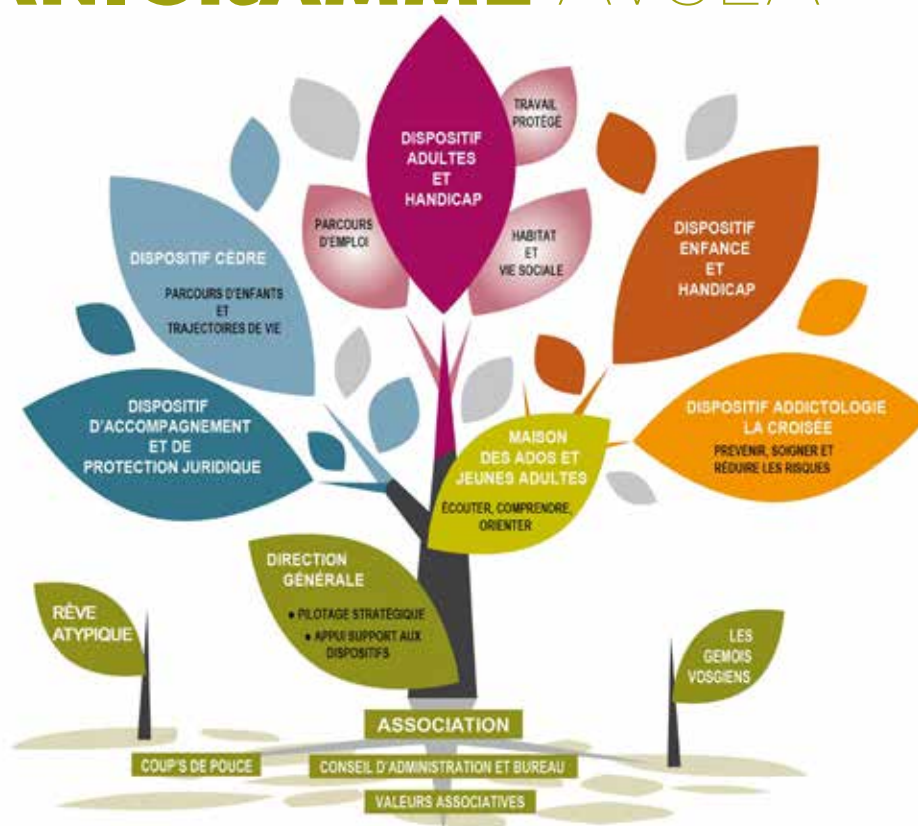 TRAVAIL
PROTÉGÉ
DISPOSITIF
ADULTES
ET
HANDICAP
PARCOURS
D'EMPLOI
HABITAT
ET
VIE SOCIALE
DISPOSITIF CÈDRE
PARCOURS D'ENFANTS
ET
TRAJECTOIRES DE VIE
DISPOSITIF
ENFANCE
ET
HANDICAP
DISPOSITIF
D'ACCOMPAGNEMENT
ET DE
PROTECTION JURIDIQUE
MAISON
DES ADOS ET
JEUNES ADULTES
ÉCOUTER, COMPRENDRE,
ORIENTER
DISPOSITIF ADDICTOLOGIE
LA CROISÉE
PRÉVENIR, SOIGNER ET
RÉDUIRE LES RISQUES
DIRECTION
GÉNÉRALE
• PILOTAGE STRATÉGIQUE
• APPUI SUPPORT AUX
DISPOSITIFS
RÊVE
ATYPIQUE
LES
GEMOIS
VOSGIENS
ASSOCIATION
COUP'S DE POUCE
CONSEIL D'ADMINISTRATION ET BUREAU
VALEURS ASSOCIATIVES